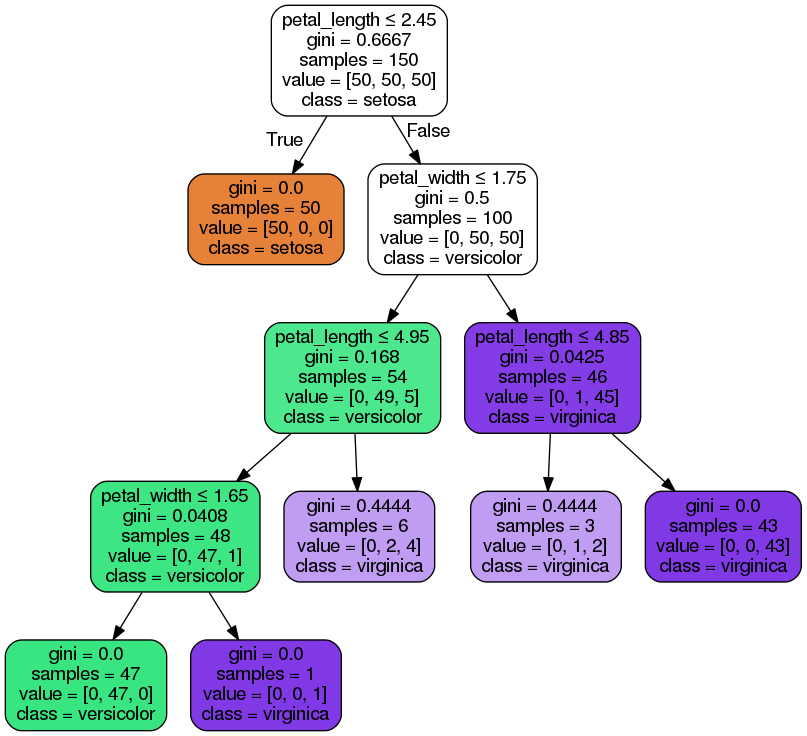 petal_length ≤ 2.45
gini = 0.6667
samples = 150
value = [50, 50, 50]
class = setosa
True
False
gini = 0.0
samples = 50
value = [50, 0, 0]
class = setosa
petal_width ≤ 1.75
gini = 0.5
samples = 100
value = [0, 50, 50]
class = versicolor
petal_length ≤ 4.95
gini = 0.168
samples = 54
value = [0, 49, 5]
class = versicolor
petal_length ≤ 4.85
gini = 0.0425
samples = 46
value = [0, 1, 45]
class = virginica
petal_width ≤ 1.65
gini = 0.0408
samples = 48
value = [0, 47, 1]
class = versicolor
gini = 0.4444
samples = 6
value = [0, 2, 4]
class = virginica
gini = 0.4444
samples = 3
value = [0, 1, 2]
class = virginica
gini = 0.0
samples = 43
value = [0, 0, 43]
class = virginica
gini = 0.0
samples = 47
value = [0, 47, 0]
class = versicolor
gini = 0.0
samples = 1
value = [0, 0, 1]
class = virginica